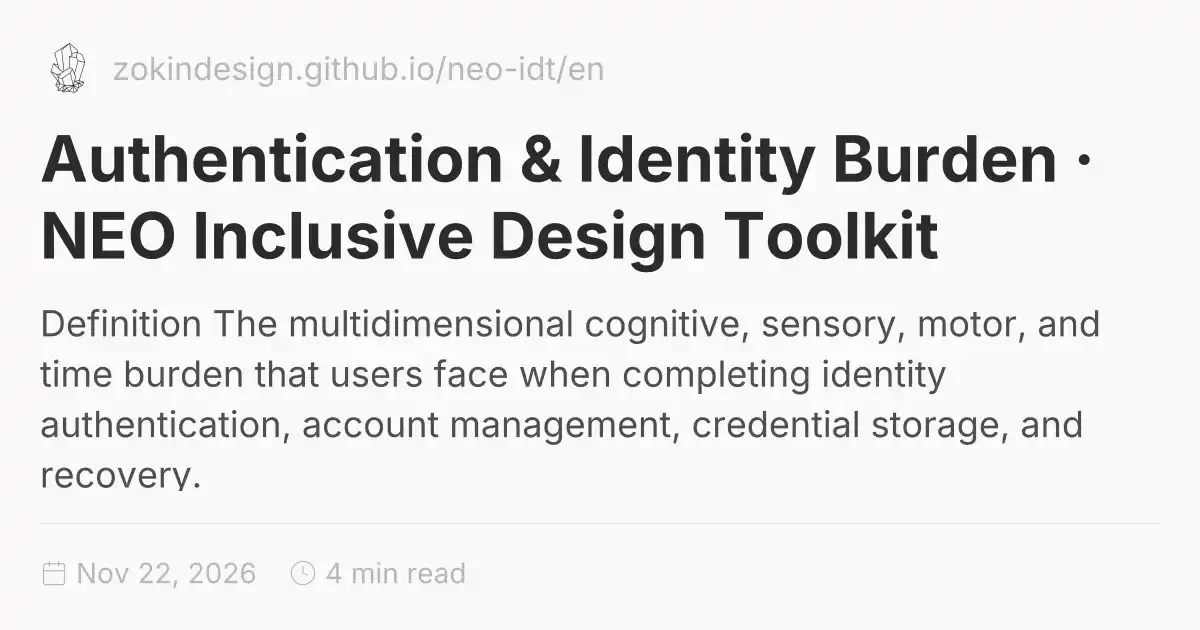 zokindesign.github.io/neo-idt/en
Authentication & Identity Burden ·
NEO Inclusive Design Toolkit
Definition The multidimensional cognitive, sensory, motor, and
time burden that users face when completing identity
authentication, account management, credential storage, and
recovery.
Nov 22, 2026 4 min read